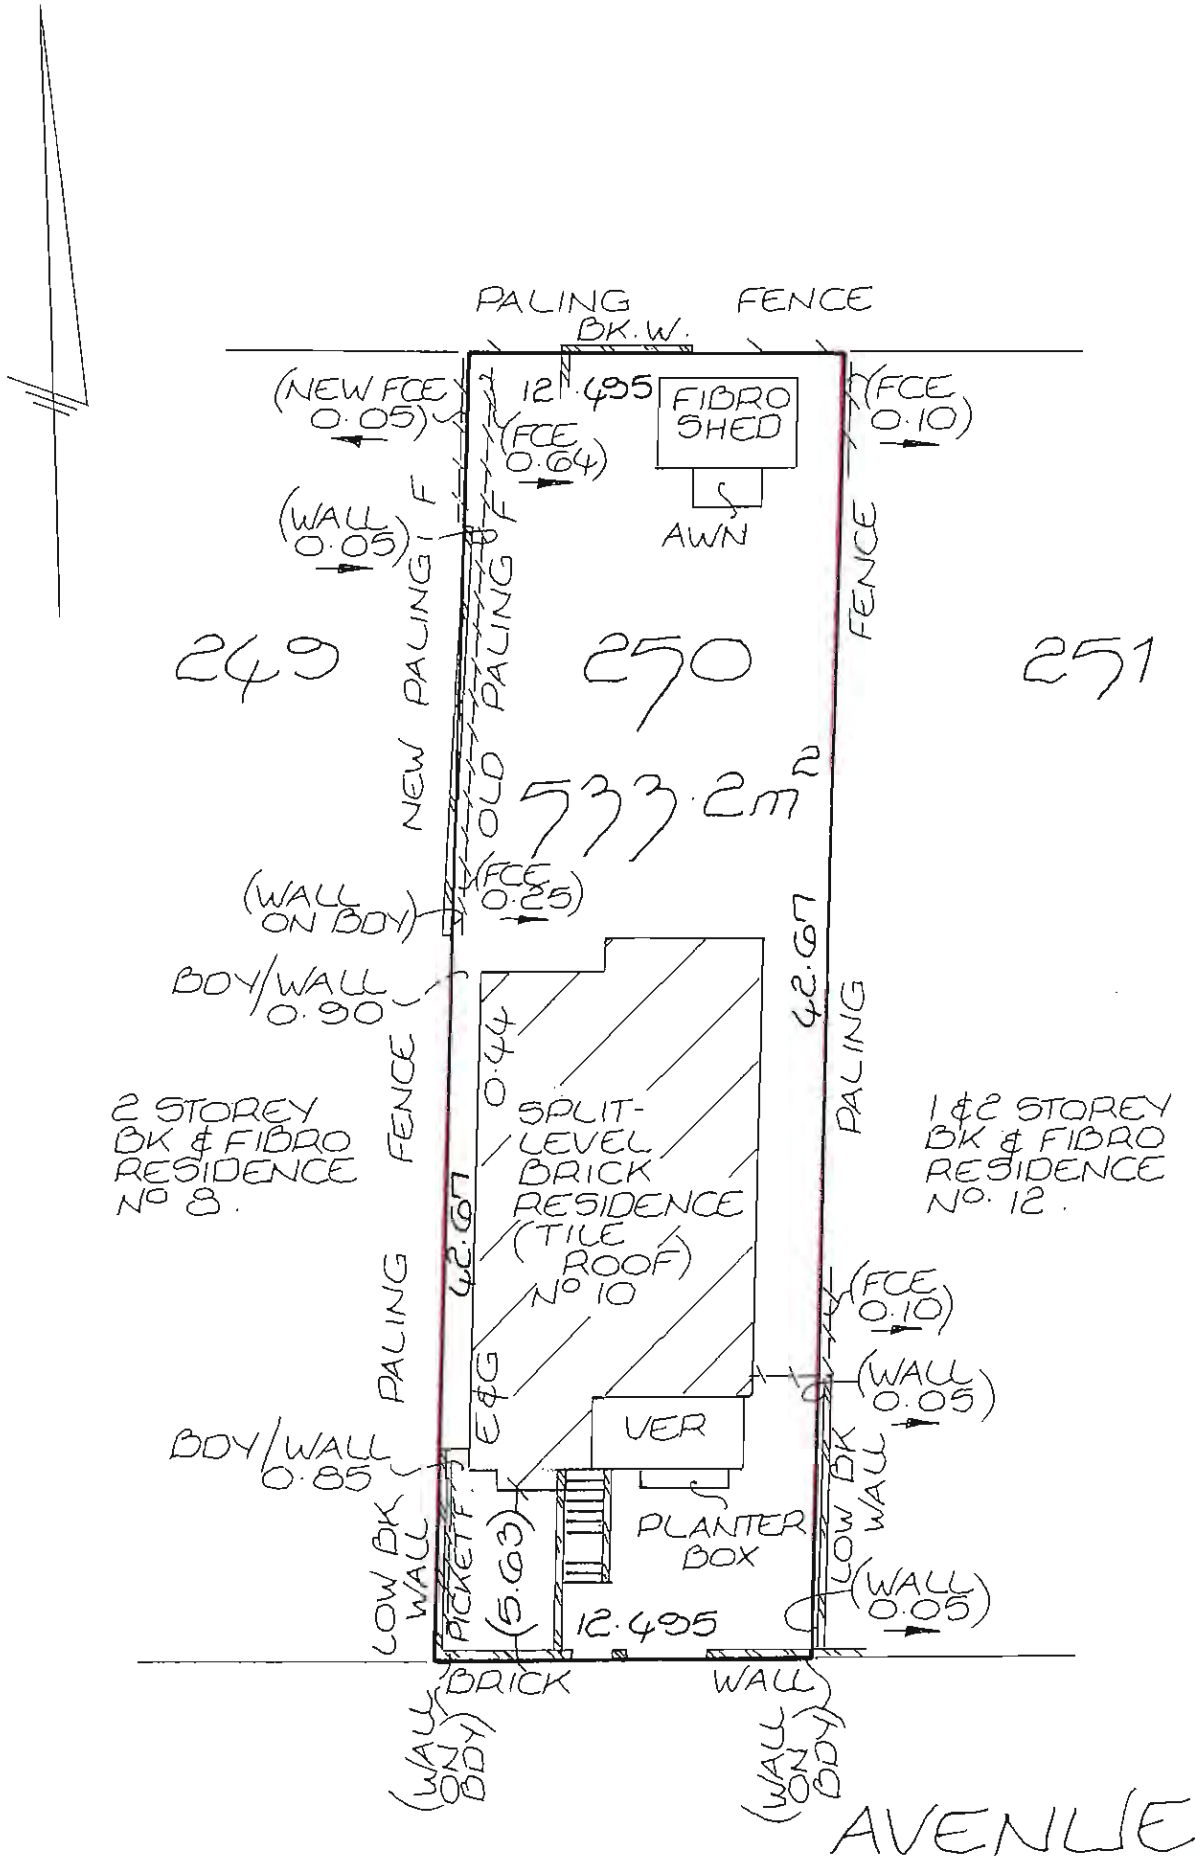 PALING FENCE
BK. W.
(NEW FCE
0.05)
12.495
FIBRO
SHED
(FCE
0.10)
(FCE
0.64)
(WALL
0.05)
AWN
NEW PALING F
OLD PALING F
FENCE
249
250
251
533.2m²
(FCE
0.25)
(WALL
ON BDY)
BDY/WALL
0.90
42.67
0.44
PALING
FENCE
2 STOREY
BK & FIBRO
RESIDENCE
Nº 8.
SPLIT-
LEVEL
BRICK
RESIDENCE
(TILE
ROOF)
Nº 10
1 & 2 STOREY
BK & FIBRO
RESIDENCE
Nº. 12.
42.67
PALING
(FCE
0.10)
E&G
(WALL
0.05)
VER
BDY/WALL
0.85
LOW BK
WALL
PICKET F.
(5.63)
PLANTER
BOX
LOW BK
WALL
(WALL
0.05)
12.495
BRICK WALL
(WALL
ON
BDY)
(WALL
ON
BDY)
AVENUE